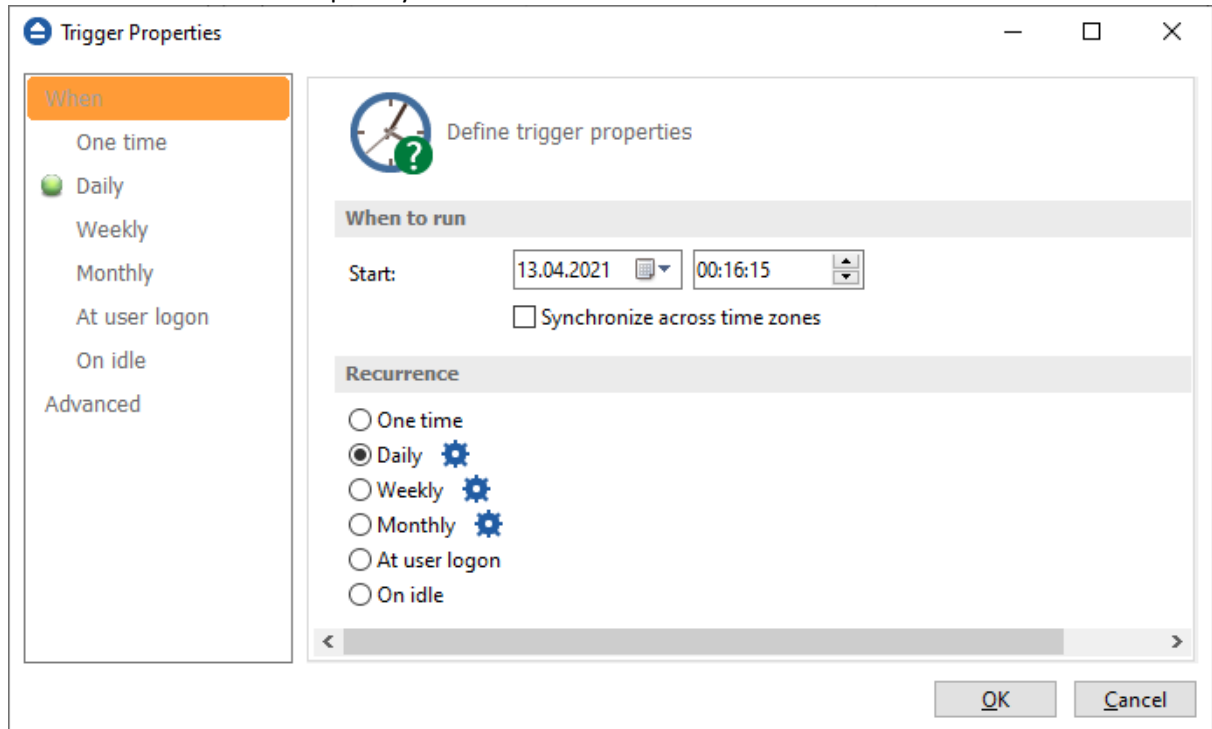 Trigger Properties
When
One time
Daily
Weekly
Monthly
At user logon
On idle
Advanced
Define trigger properties
When to run
Start: 13.04.2021 00:16:15
Synchronize across time zones
Recurrence
One time
Daily
Weekly
Monthly
At user logon
On idle
OK Cancel